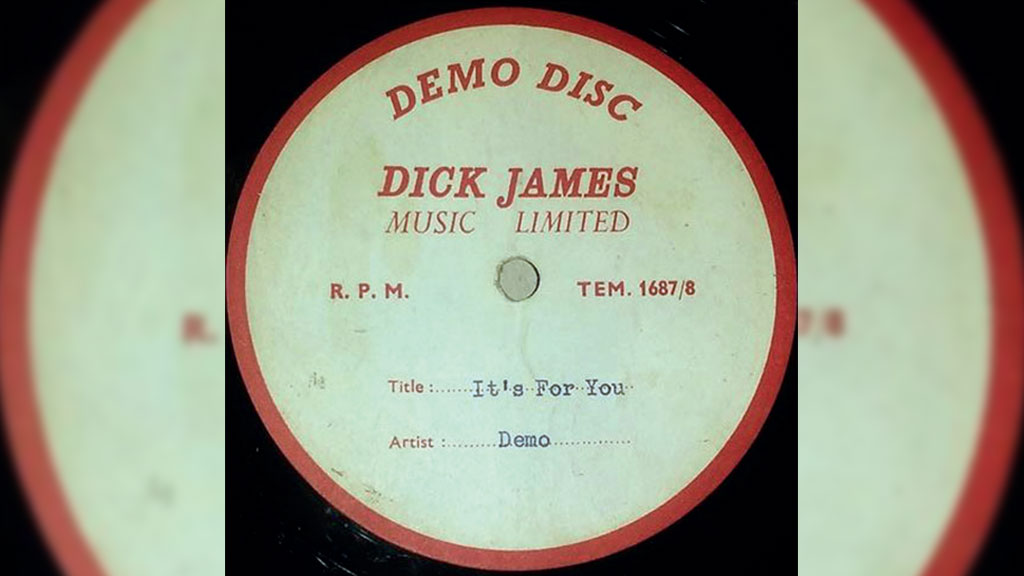 DEMO DISC
DICK JAMES
MUSIC LIMITED
R. P. M. TEM. 1687/8
Title :......It's For You..
Artist :.........Demo...............